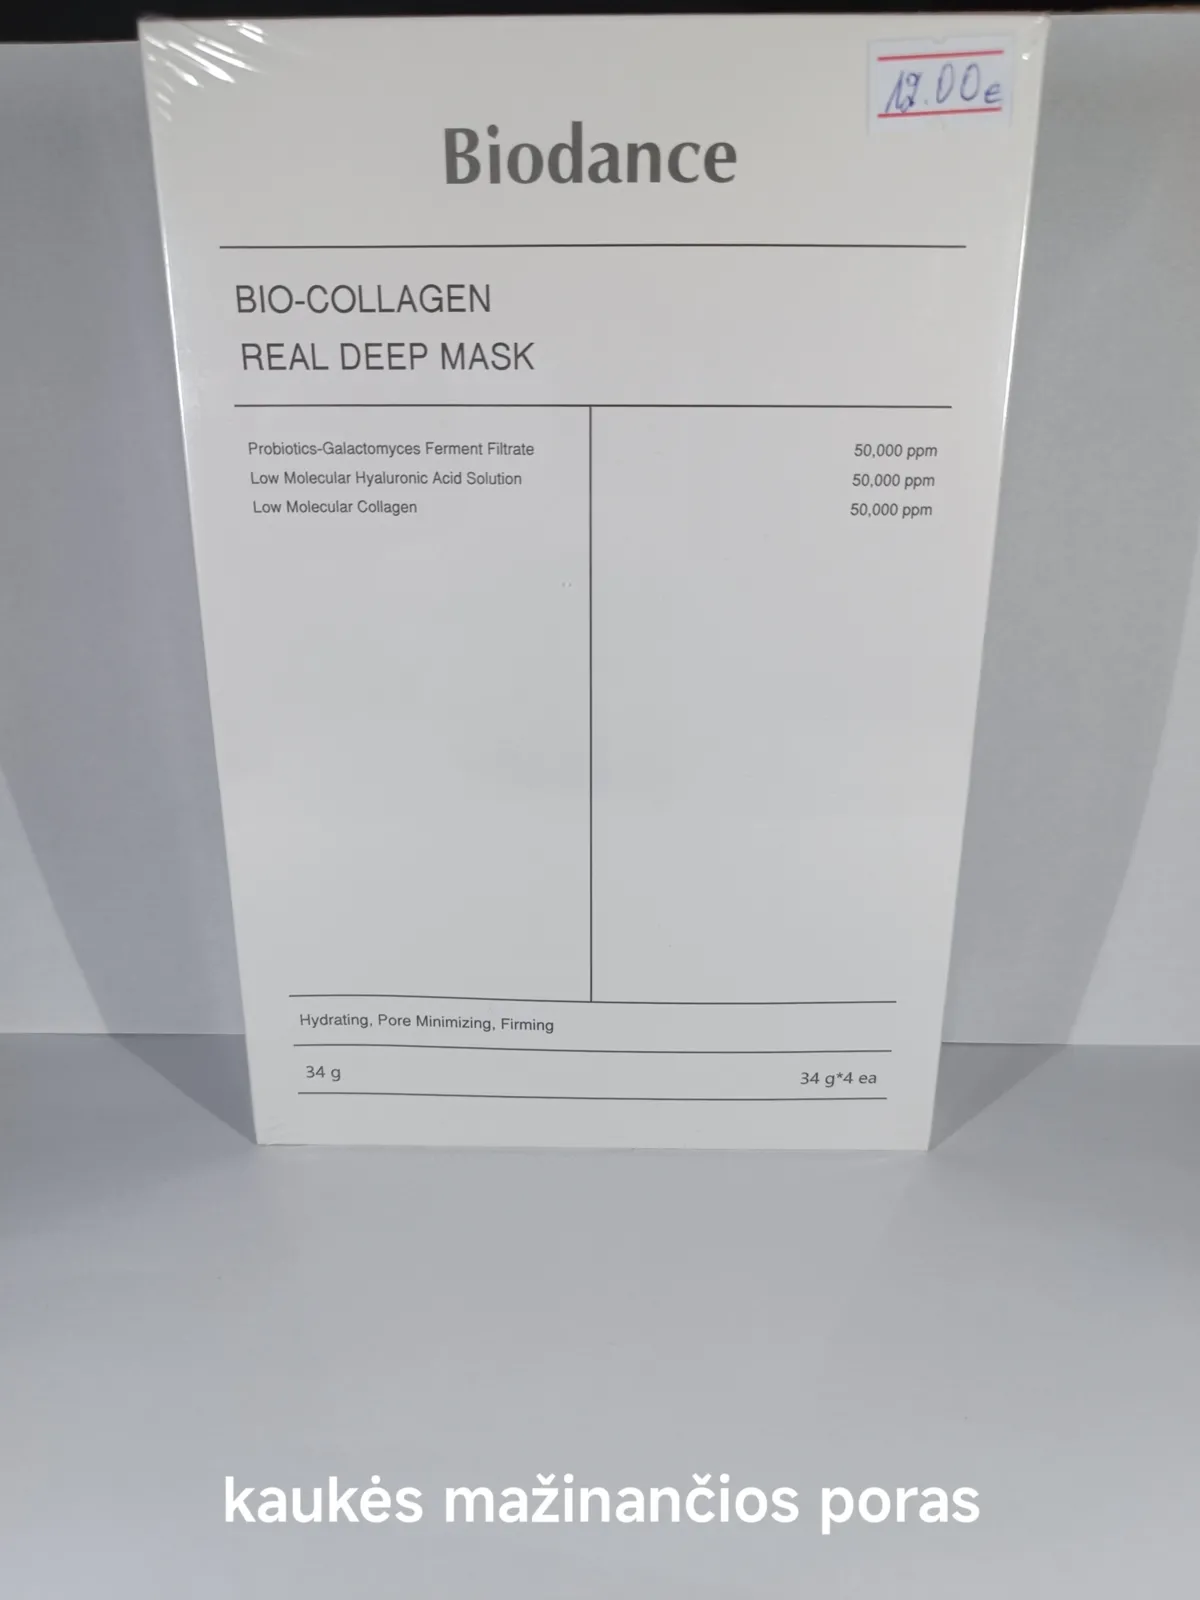 Biodance
BIO-COLLAGEN
REAL DEEP MASK
Probiotics-Galactomyces Ferment Filtrate 50,000 ppm
Low Molecular Hyaluronic Acid Solution 50,000 ppm
Low Molecular Collagen 50,000 ppm
Hydrating, Pore Minimizing, Firming
34 g 34 g*4 ea
kaukės mažinančios poras